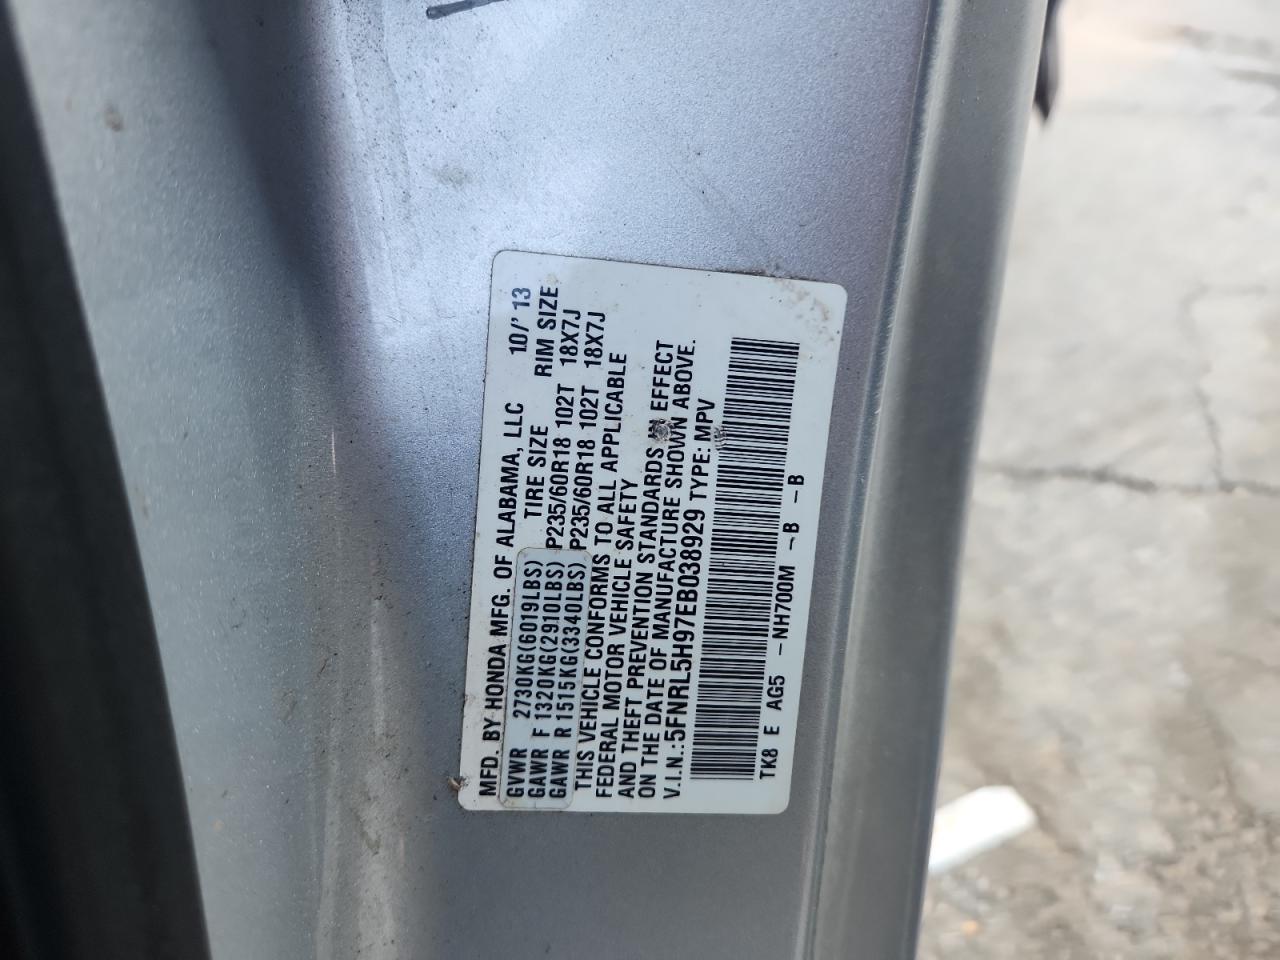 MFD. BY HONDA MFG. OF ALABAMA, LLC 10/'13
GVWR 2730KG(6019LBS) TIRE SIZE RIM SIZE
GAWR F 1320KG(2910LBS) P235/60R18 102T 18X7J
GAWR R 1515KG(3340LBS) P235/60R18 102T 18X7J
THIS VEHICLE CONFORMS TO ALL APPLICABLE
FEDERAL MOTOR VEHICLE SAFETY
AND THEFT PREVENTION STANDARDS IN EFFECT
ON THE DATE OF MANUFACTURE SHOWN ABOVE.
V.I.N.:5FNRL5H97EB038929 TYPE: MPV
TK8 E AG5 -NH700M -B -B